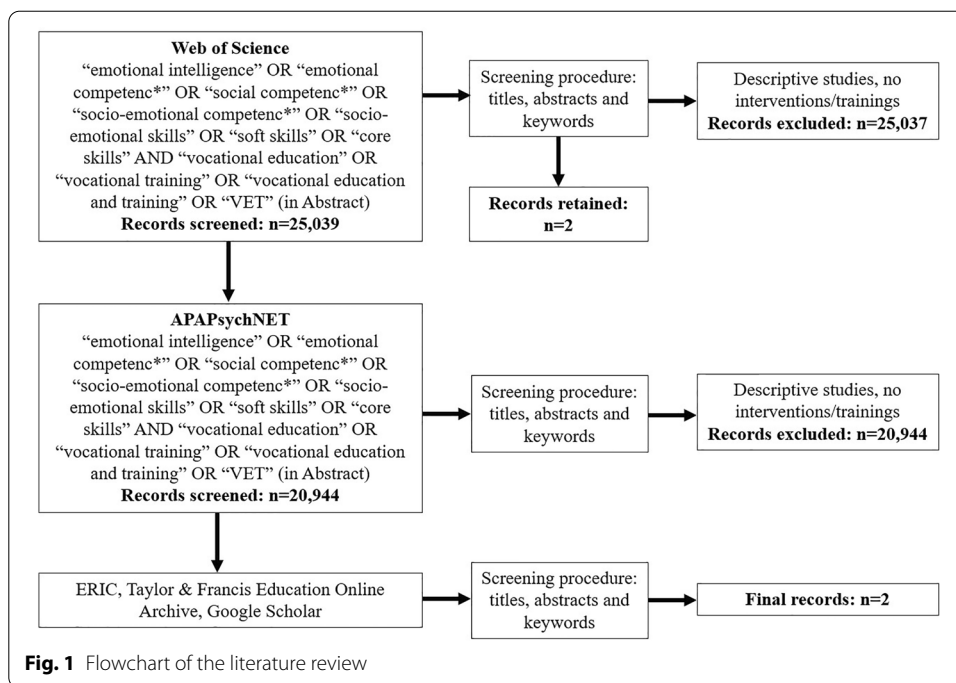 Web of Science
“emotional intelligence” OR “emotional
competenc*” OR “social competenc*” OR
“socio-emotional competenc*” OR “socio-
emotional skills” OR “soft skills” OR “core
skills” AND “vocational education” OR
“vocational training” OR “vocational education
and training” OR “VET” (in Abstract)
Records screened: n=25,039
Screening procedure:
titles, abstracts and
keywords
Descriptive studies, no
interventions/trainings
Records excluded: n=25,037
Records retained:
n=2
APAPsychNET
“emotional intelligence” OR “emotional
competenc*” OR “social competenc*” OR
“socio-emotional competenc*” OR “socio-
emotional skills” OR “soft skills” OR “core
skills” AND “vocational education” OR
“vocational training” OR “vocational education
and training” OR “VET” (in Abstract)
Records screened: n=20,944
Screening procedure:
titles, abstracts and
keywords
Descriptive studies, no
interventions/trainings
Records excluded: n=20,944
ERIC, Taylor & Francis Education Online
Archive, Google Scholar
Screening procedure:
titles, abstracts and
keywords
Final records: n=2
Fig. 1 Flowchart of the literature review